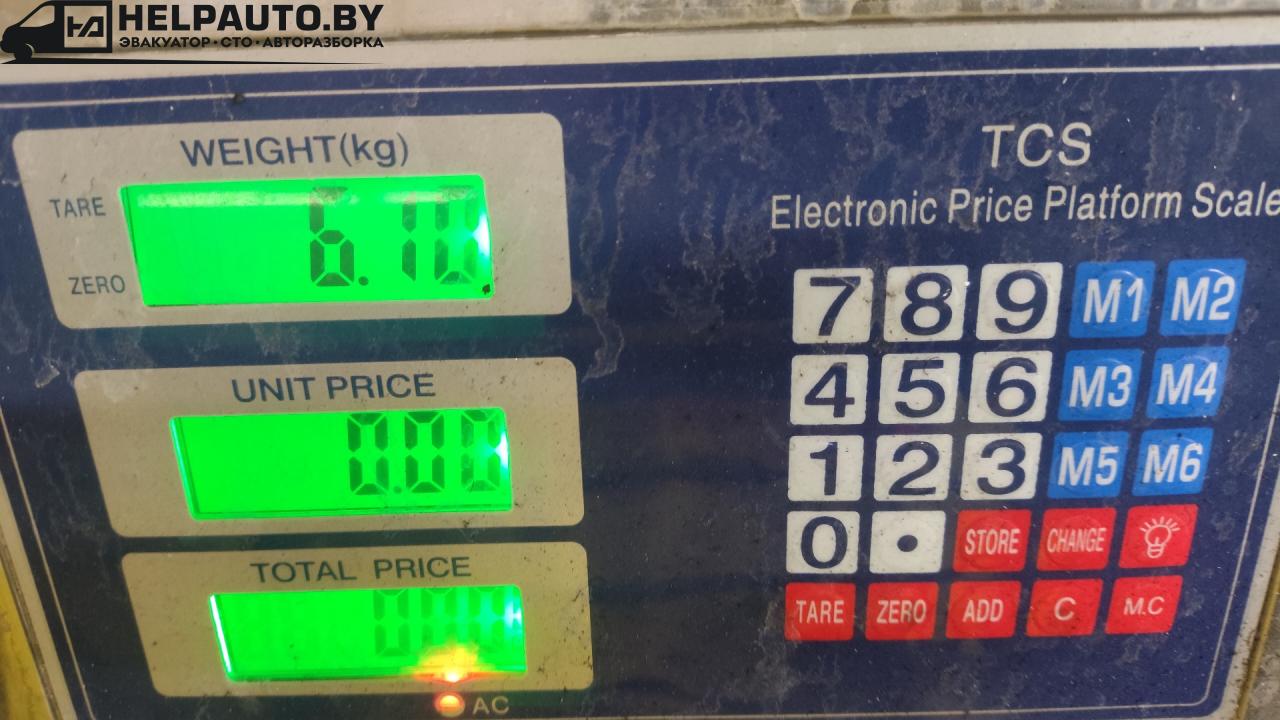 HELPAUTO.BY
ЭВАКУАТОР·СТО·АВТОРАЗБОРКА
WEIGHT(kg)
TARE
6.10
ZERO
UNIT PRICE
0.00
TOTAL PRICE
AC
TCS
Electronic Price Platform Scale
7 8 9 M1 M2
4 5 6 M3 M4
1 2 3 M5 M6
0 . STORE CHANGE
TARE ZERO ADD C M.C